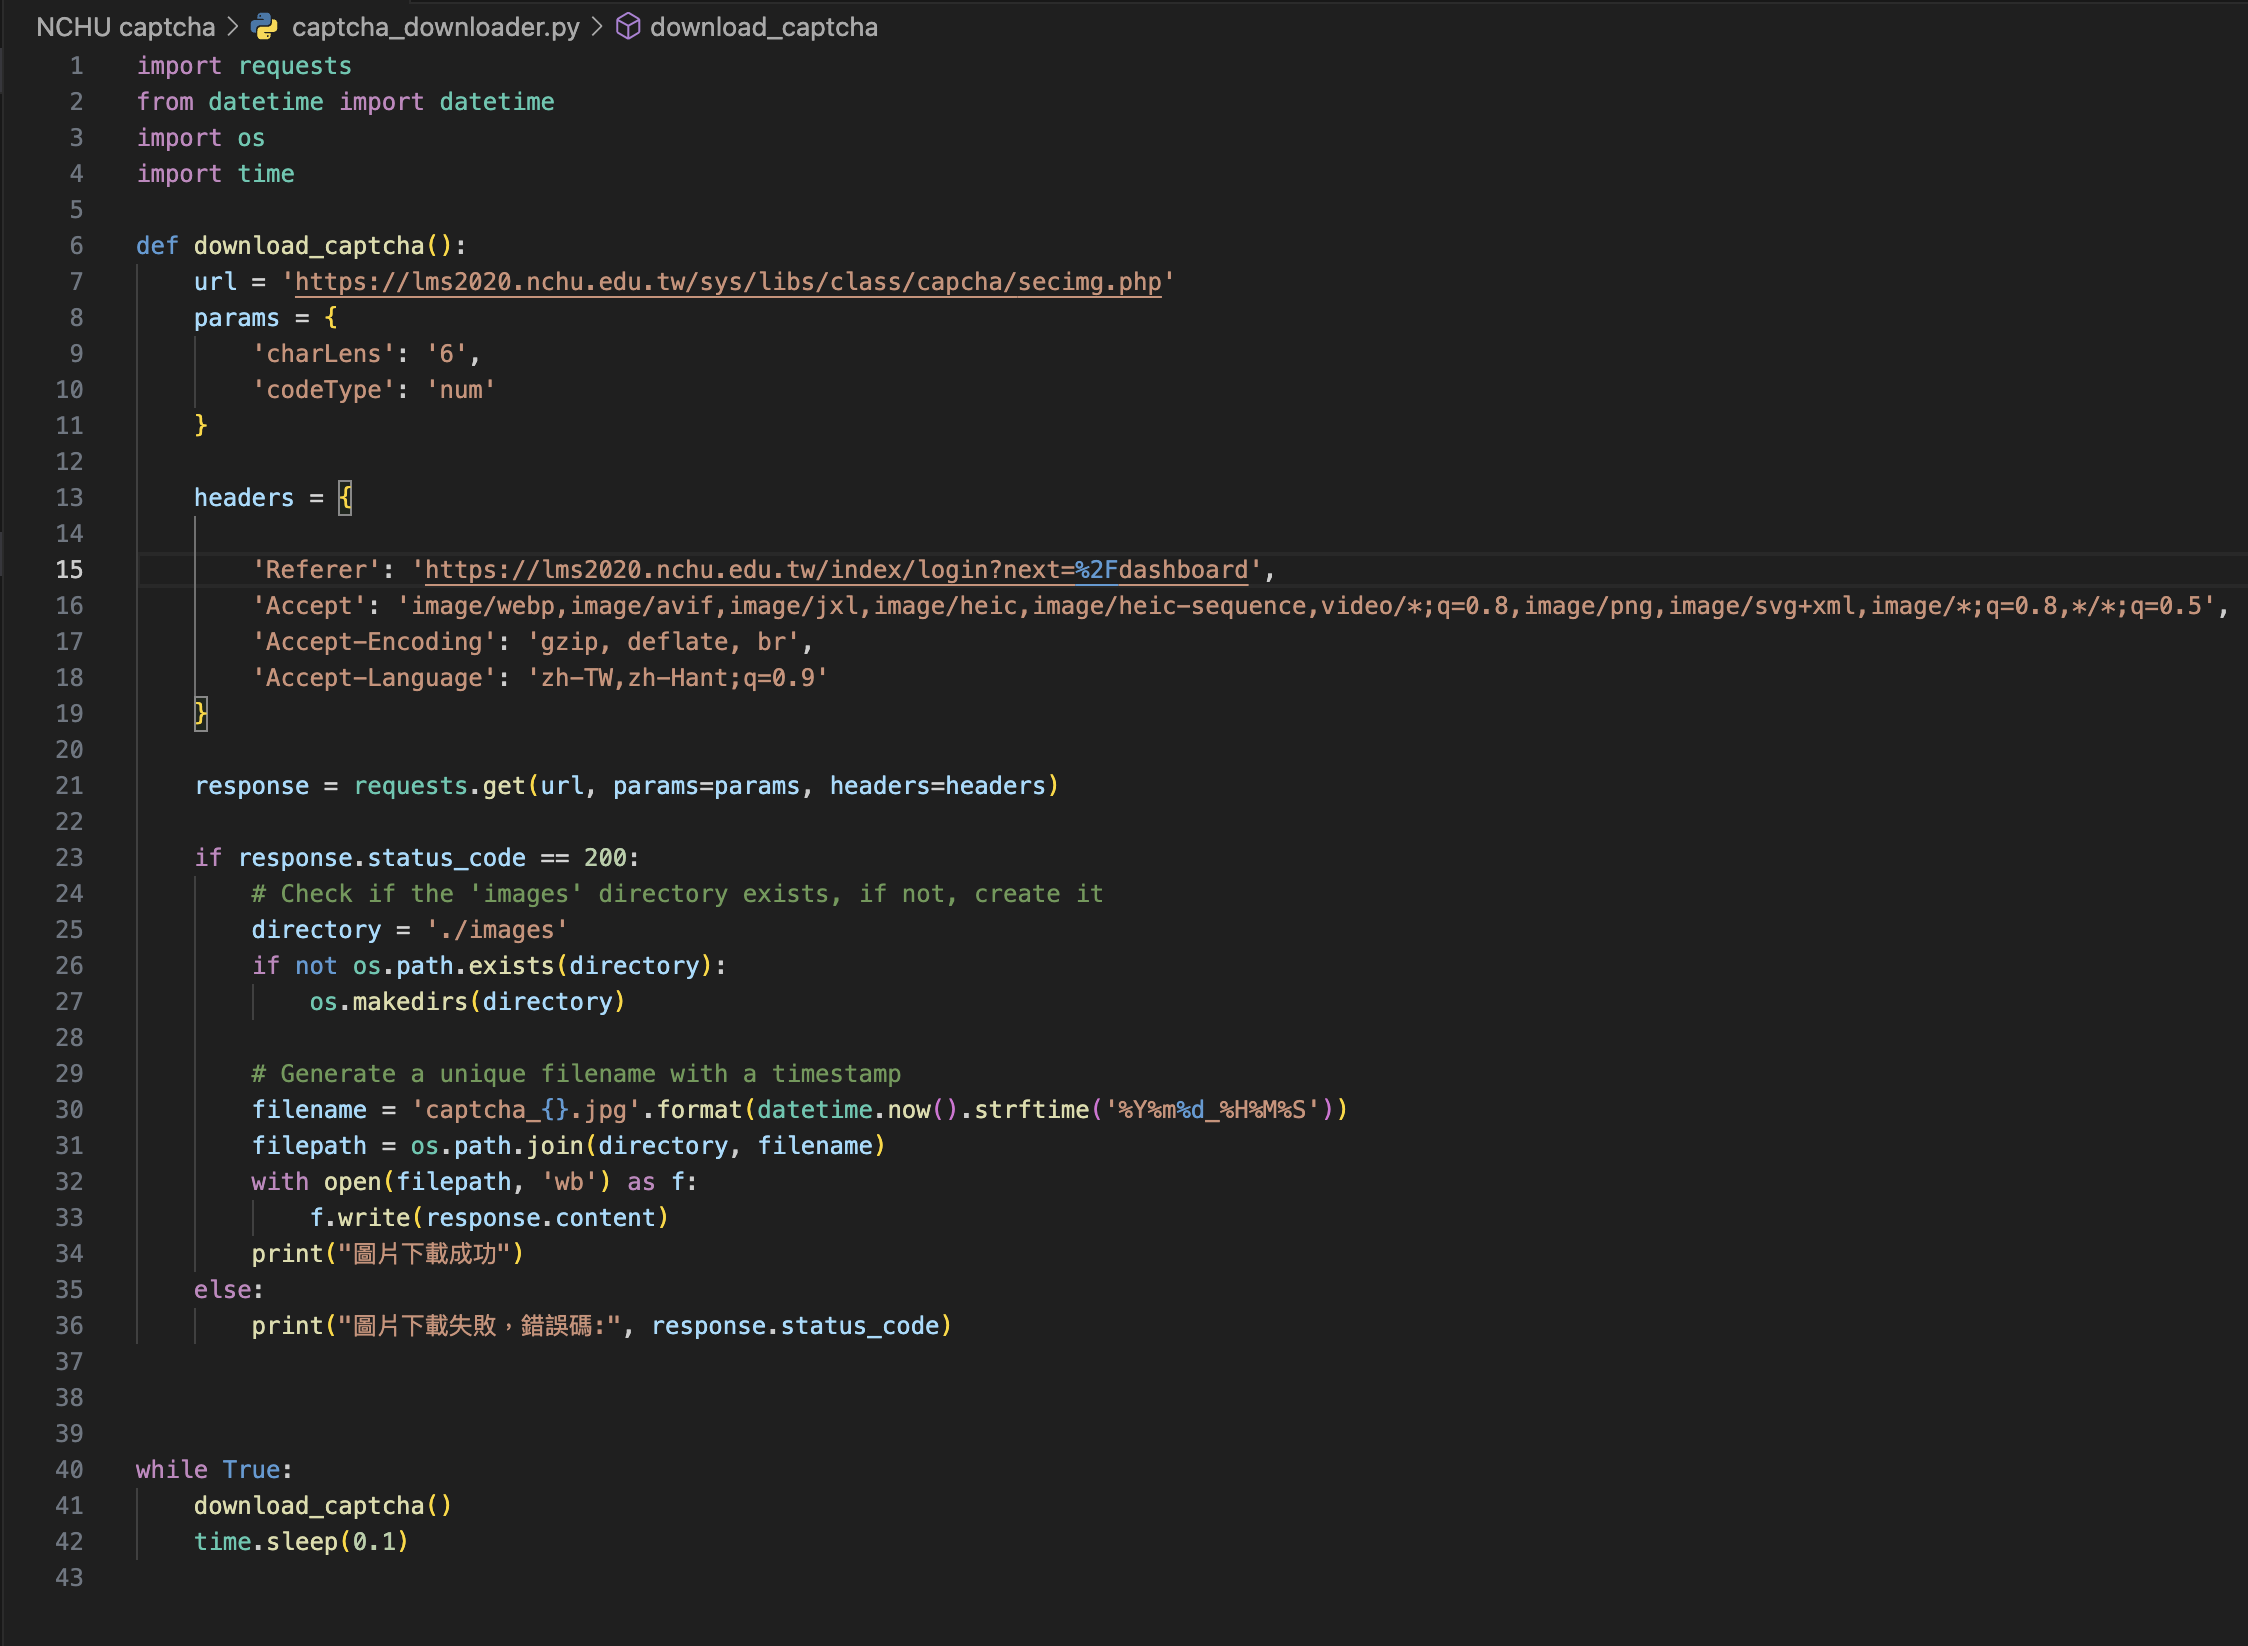 NCHU captcha > captcha_downloader.py > download_captcha
1 import requests
2 from datetime import datetime
3 import os
4 import time
5
6 def download_captcha():
7     url = 'https://lms2020.nchu.edu.tw/sys/libs/class/capcha/secimg.php'
8     params = {
9         'charLens': '6',
10         'codeType': 'num'
11     }
12
13     headers = {
14
15         'Referer': 'https://lms2020.nchu.edu.tw/index/login?next=%2Fdashboard',
16         'Accept': 'image/webp,image/avif,image/jxl,image/heic,image/heic-sequence,video/*;q=0.8,image/png,image/svg+xml,image/*;q=0.8,*/*;q=0.5',
17         'Accept-Encoding': 'gzip, deflate, br',
18         'Accept-Language': 'zh-TW,zh-Hant;q=0.9'
19     }
20
21     response = requests.get(url, params=params, headers=headers)
22
23     if response.status_code == 200:
24         # Check if the 'images' directory exists, if not, create it
25         directory = './images'
26         if not os.path.exists(directory):
27             os.makedirs(directory)
28
29         # Generate a unique filename with a timestamp
30         filename = 'captcha_{}.jpg'.format(datetime.now().strftime('%Y%m%d_%H%M%S'))
31         filepath = os.path.join(directory, filename)
32         with open(filepath, 'wb') as f:
33             f.write(response.content)
34         print("圖片下載成功")
35     else:
36         print("圖片下載失敗，錯誤碼:", response.status_code)
37
38
39
40 while True:
41     download_captcha()
42     time.sleep(0.1)
43